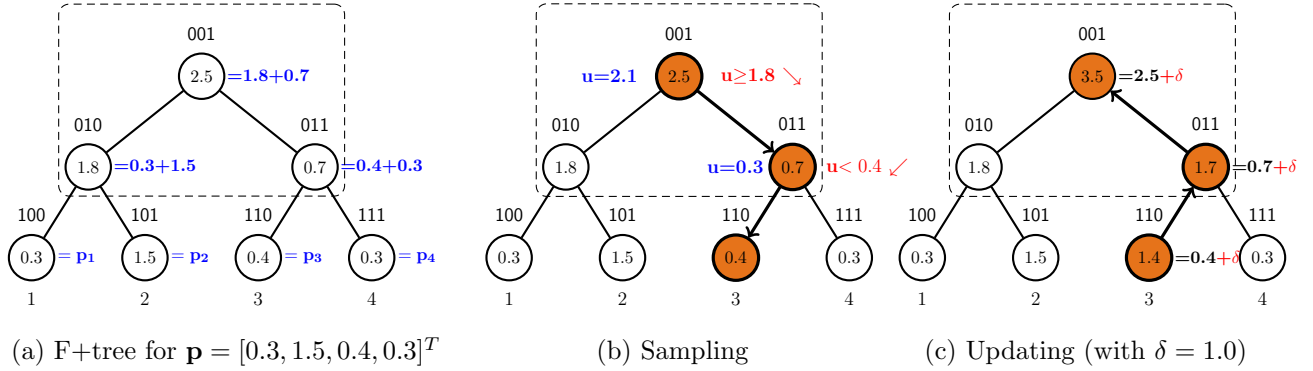 001
2.5 =1.8+0.7
010 011
1.8 =0.3+1.5 0.7 =0.4+0.3
100 101 110 111
0.3 = p₁ 1.5 = p₂ 0.4 = p₃ 0.3 = p₄
1 2 3 4
(a) F+tree for p = [0.3, 1.5, 0.4, 0.3]ᵀ
001
u=2.1 2.5 u≥1.8 ↘
010 011
1.8 u=0.3 0.7 u< 0.4 ↙
100 101 110 111
0.3 1.5 0.4 0.3
1 2 3 4
(b) Sampling
001
3.5 =2.5+δ
010 011
1.8 1.7 =0.7+δ
100 101 110 111
0.3 1.5 1.4 =0.4+δ 0.3
1 2 3 4
(c) Updating (with δ = 1.0)